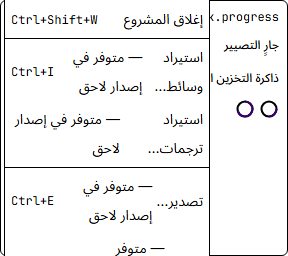 x.progress
جارٍ التصيير
ذاكرة التخزين ا
إغلاق المشروع Ctrl+Shift+W
استيراد — متوفر في
وسائط... إصدار لاحق Ctrl+I
استيراد — متوفر في إصدار
ترجمات... لاحق
— متوفر في
تصدير... Ctrl+E
إصدار لاحق
— متوفر